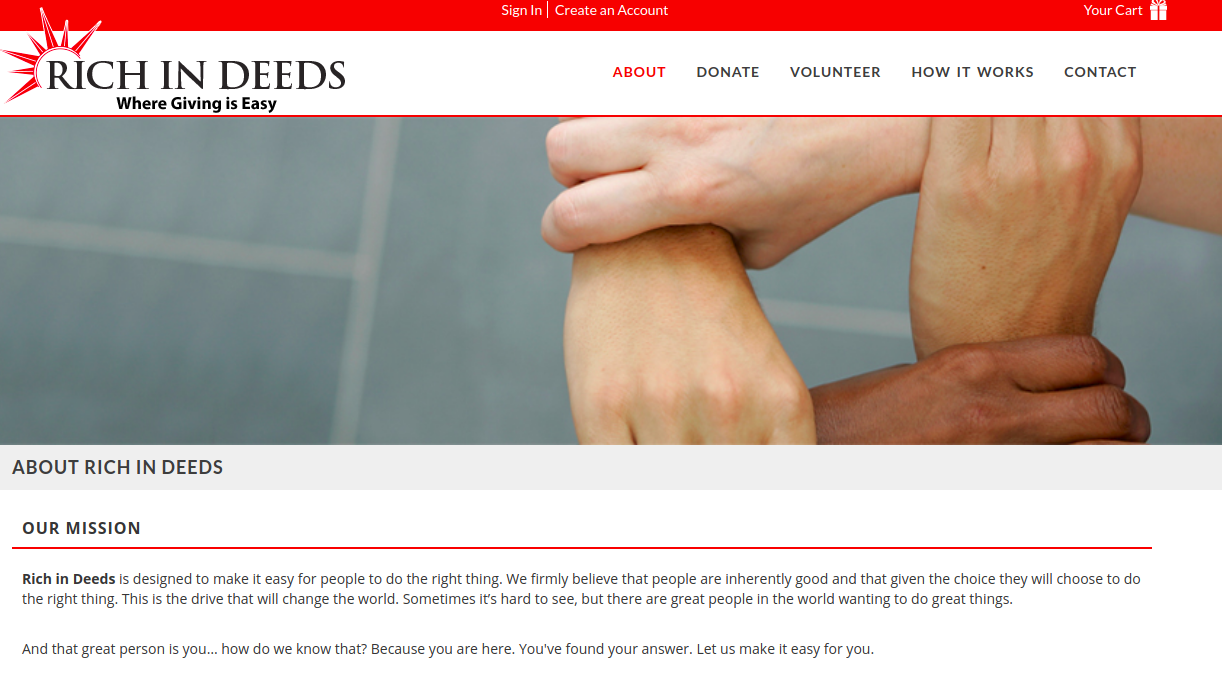 Sign In Create an Account Your Cart
RICH IN DEEDS
Where Giving is Easy
ABOUT DONATE VOLUNTEER HOW IT WORKS CONTACT
ABOUT RICH IN DEEDS
OUR MISSION
Rich in Deeds is designed to make it easy for people to do the right thing. We firmly believe that people are inherently good and that given the choice they will choose to do
the right thing. This is the drive that will change the world. Sometimes it’s hard to see, but there are great people in the world wanting to do great things.
And that great person is you... how do we know that? Because you are here. You've found your answer. Let us make it easy for you.